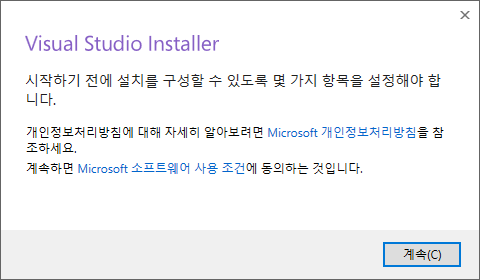 Visual Studio Installer
시작하기 전에 설치를 구성할 수 있도록 몇 가지 항목을 설정해야 합
니다.
개인정보처리방침에 대해 자세히 알아보려면 Microsoft 개인정보처리방침을 참
조하세요.
계속하면 Microsoft 소프트웨어 사용 조건에 동의하는 것입니다.
계속(C)